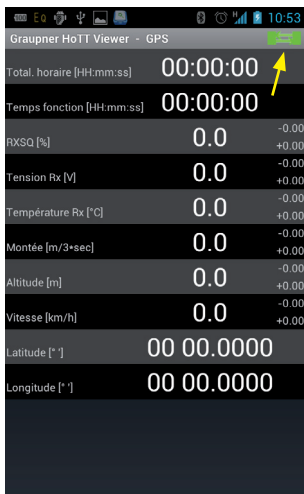 EQ 10:53
Graupner HoTT Viewer - GPS
Total. horaire [HH:mm:ss] 00:00:00
Temps fonction [HH:mm:ss] 00:00:00
RXSQ [%] 0.0 -0.00
+0.00
Tension Rx [V] 0.0 -0.00
+0.00
Température Rx [°C] 0.0 -0.00
+0.00
Montée [m/3*sec] 0.0 -0.00
+0.00
Altitude [m] 0.0 -0.00
+0.00
Vitesse [km/h] 0.0 -0.00
+0.00
Latitude [° '] 00 00.0000
Longitude [° '] 00 00.0000